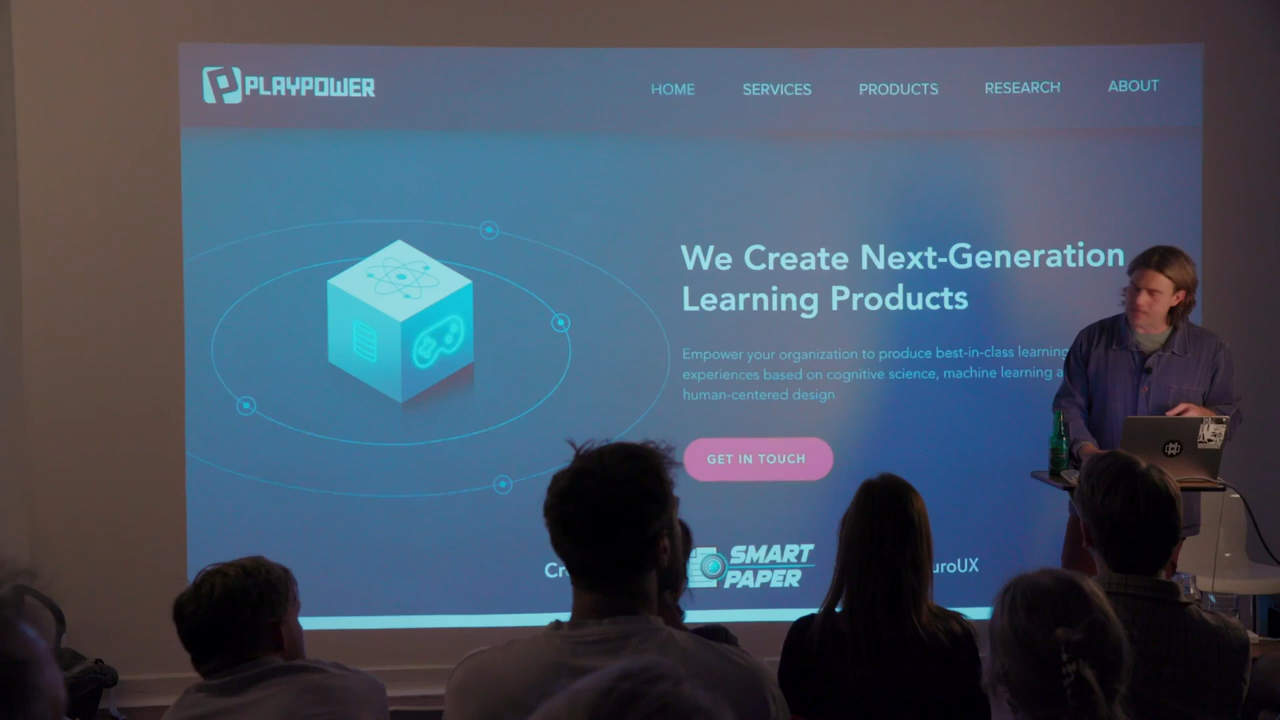 PLAYPOWER
HOME SERVICES PRODUCTS RESEARCH ABOUT
We Create Next-Generation
Learning Products
Empower your organization to produce best-in-class learning
experiences based on cognitive science, machine learning
human-centered design.
GET IN TOUCH
SMART
PAPER